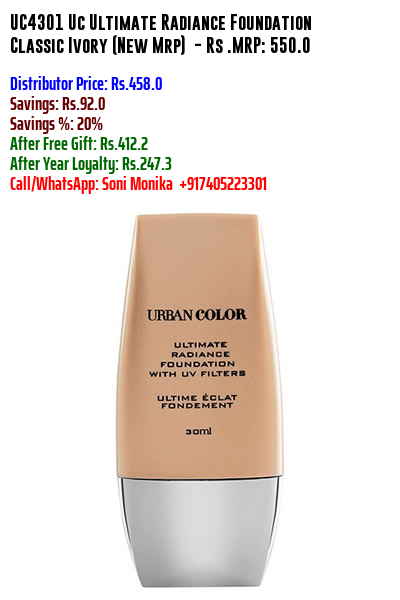 UC4301 Uc Ultimate Radiance Foundation
Classic Ivory (New Mrp) - Rs .MRP: 550.0
Distributor Price: Rs.458.0
Savings: Rs.92.0
Savings %: 20%
After Free Gift: Rs.412.2
After Year Loyalty: Rs.247.3
Call/WhatsApp: Soni Monika +917405223301
URBAN COLOR
ULTIMATE
RADIANCE
FOUNDATION
WITH UV FILTERS
ULTIME ÉCLAT
FONDEMENT
30ml